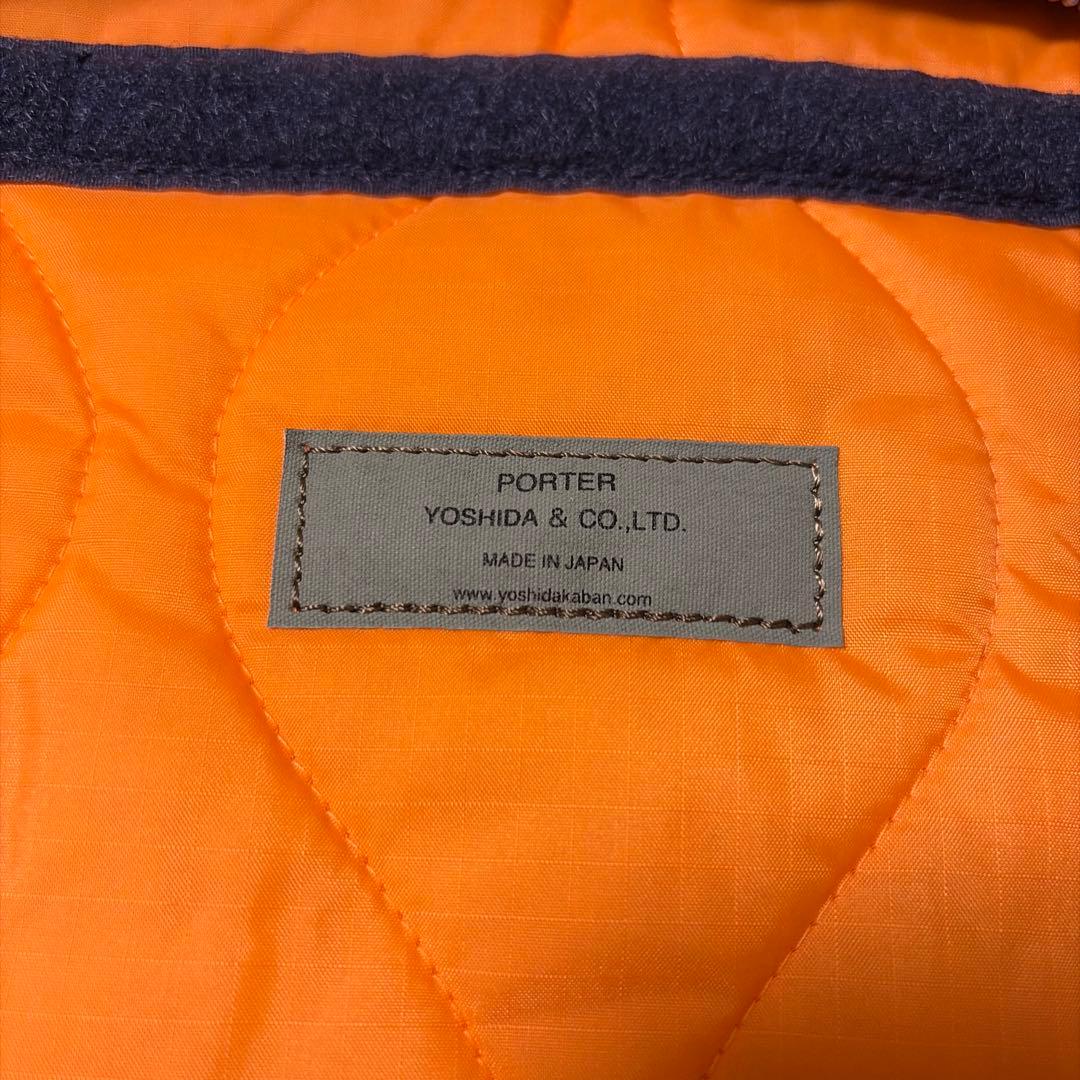 PORTER
YOSHIDA & CO.,LTD.
MADE IN JAPAN
www.yoshidakaban.com